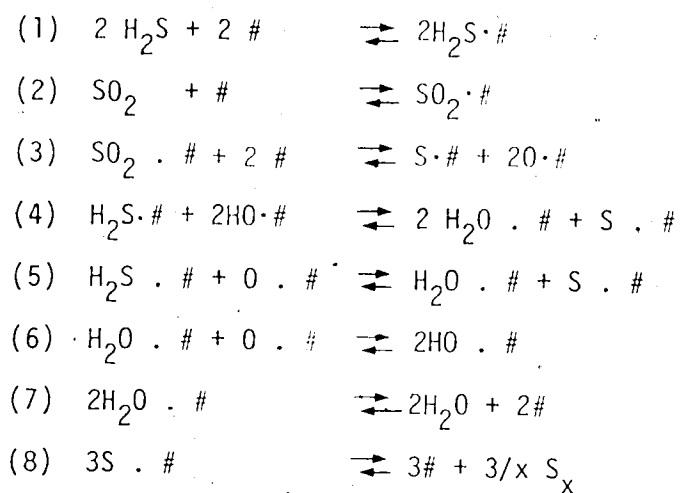 (1) 2 H₂S + 2 # ⇄ 2H₂S·#
(2) SO₂ + # ⇄ SO₂·#
(3) SO₂ . # + 2 # ⇄ S·# + 2O·#
(4) H₂S·# + 2HO·# ⇄ 2 H₂O . # + S . #
(5) H₂S . # + O . # ⇄ H₂O . # + S . #
(6) H₂O . # + O . # ⇄ 2HO . #
(7) 2H₂O . # ⇄ 2H₂O + 2#
(8) 3S . # ⇄ 3# + 3/x Sₓ